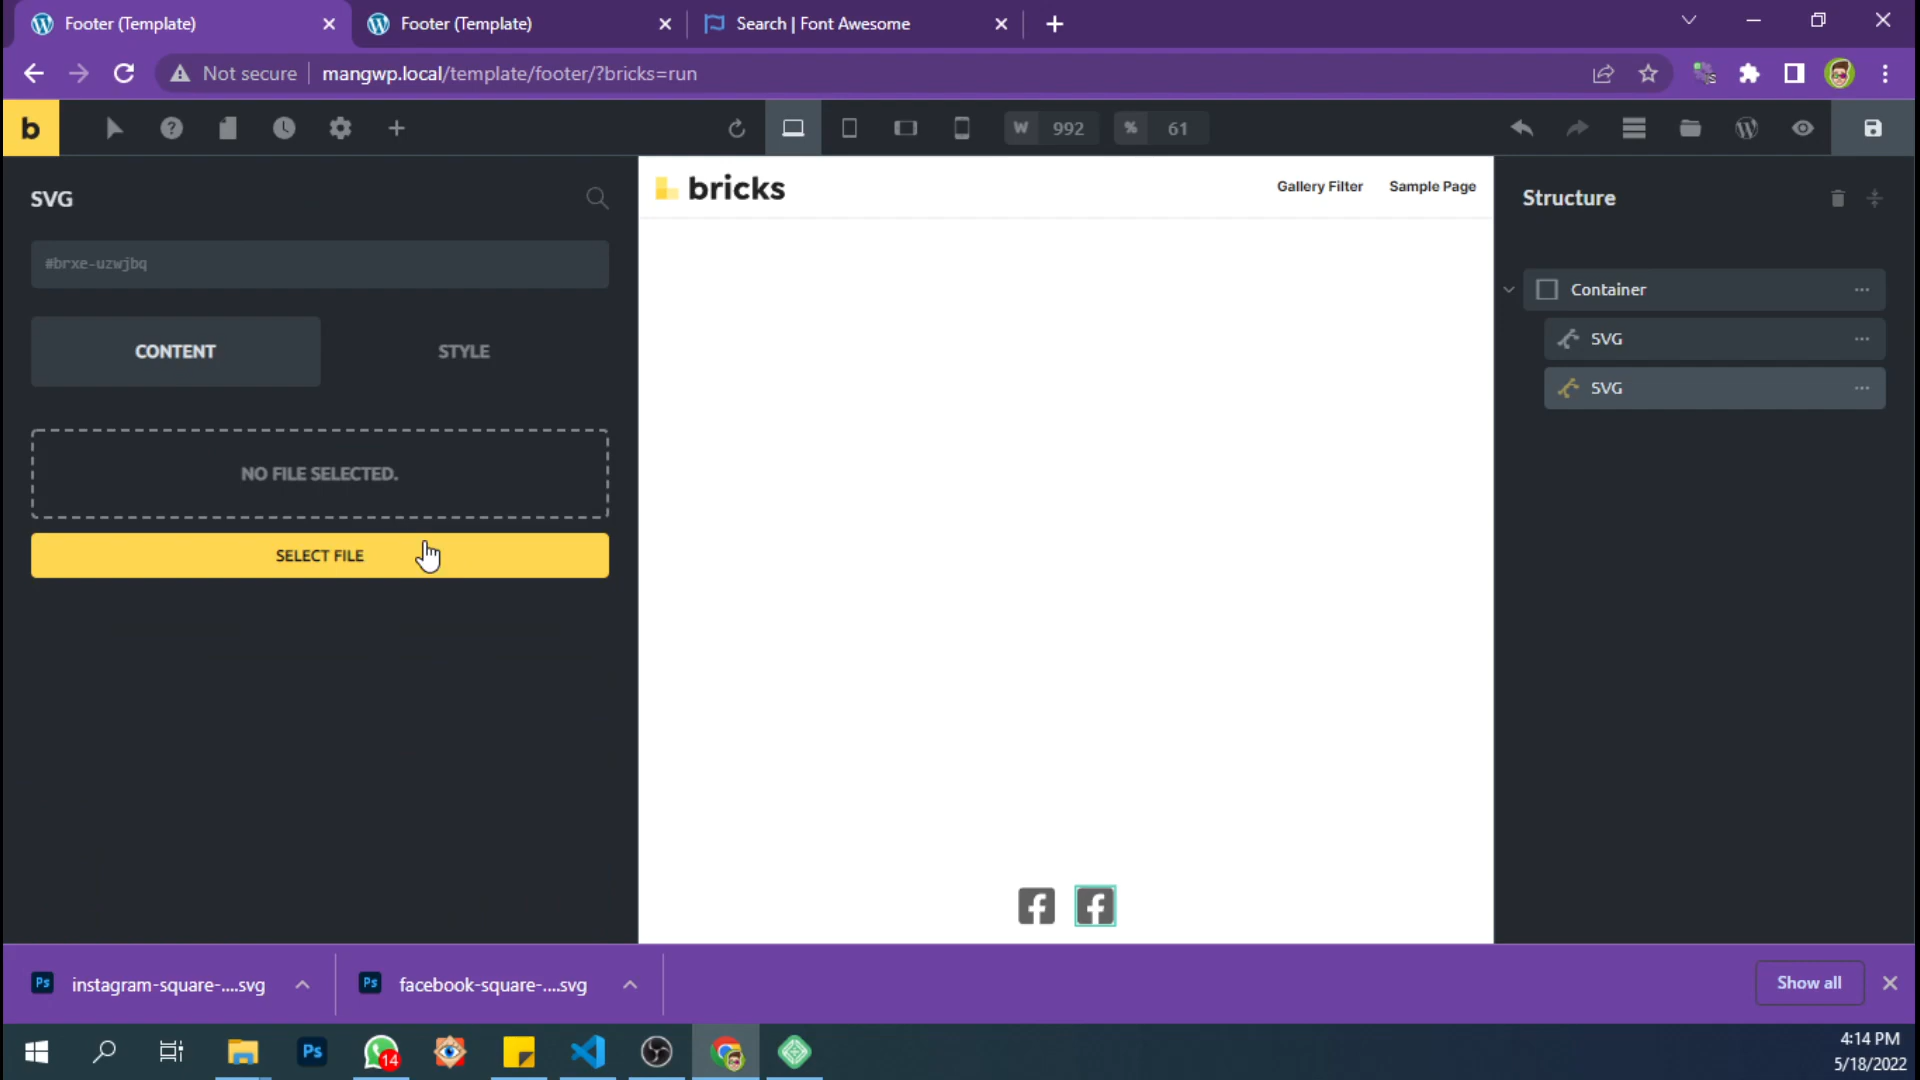 Footer (Template)
Footer (Template)
Search | Font Awesome
Not secure
mangwp.local/template/footer/?bricks=run
b
W 992
% 61
SVG
#brxe-uzwjbq
CONTENT
STYLE
NO FILE SELECTED.
SELECT FILE
bricks
Gallery Filter
Sample Page
Structure
Container
SVG
SVG
Ps instagram-square-....svg
Ps facebook-square-....svg
Show all
Ps
14
4:14 PM
5/18/2022